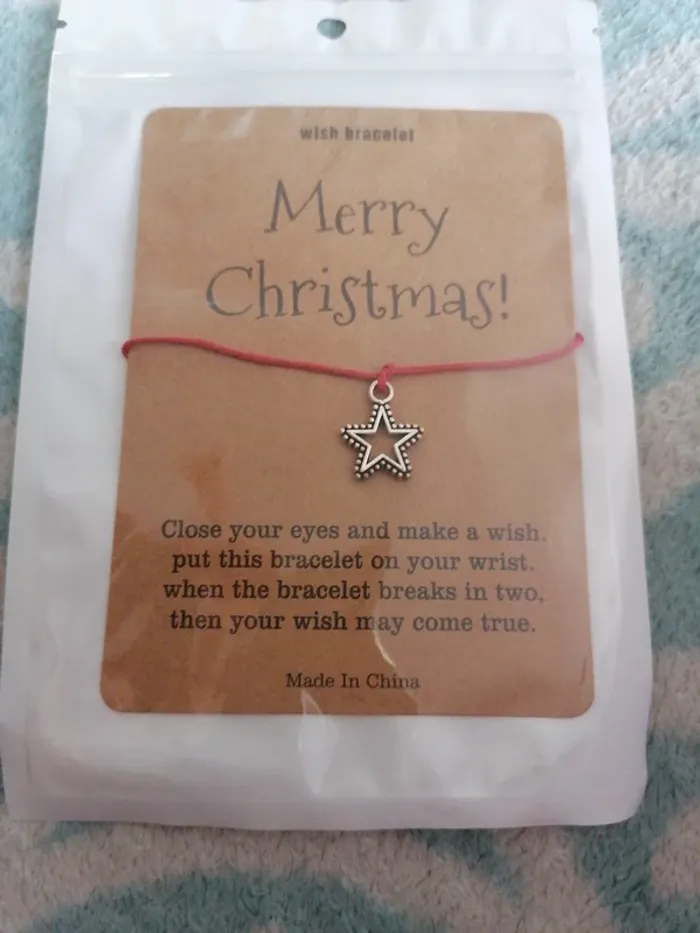 wish bracelet
Merry
Christmas!
Close your eyes and make a wish.
put this bracelet on your wrist.
when the bracelet breaks in two,
then your wish may come true.
Made In China